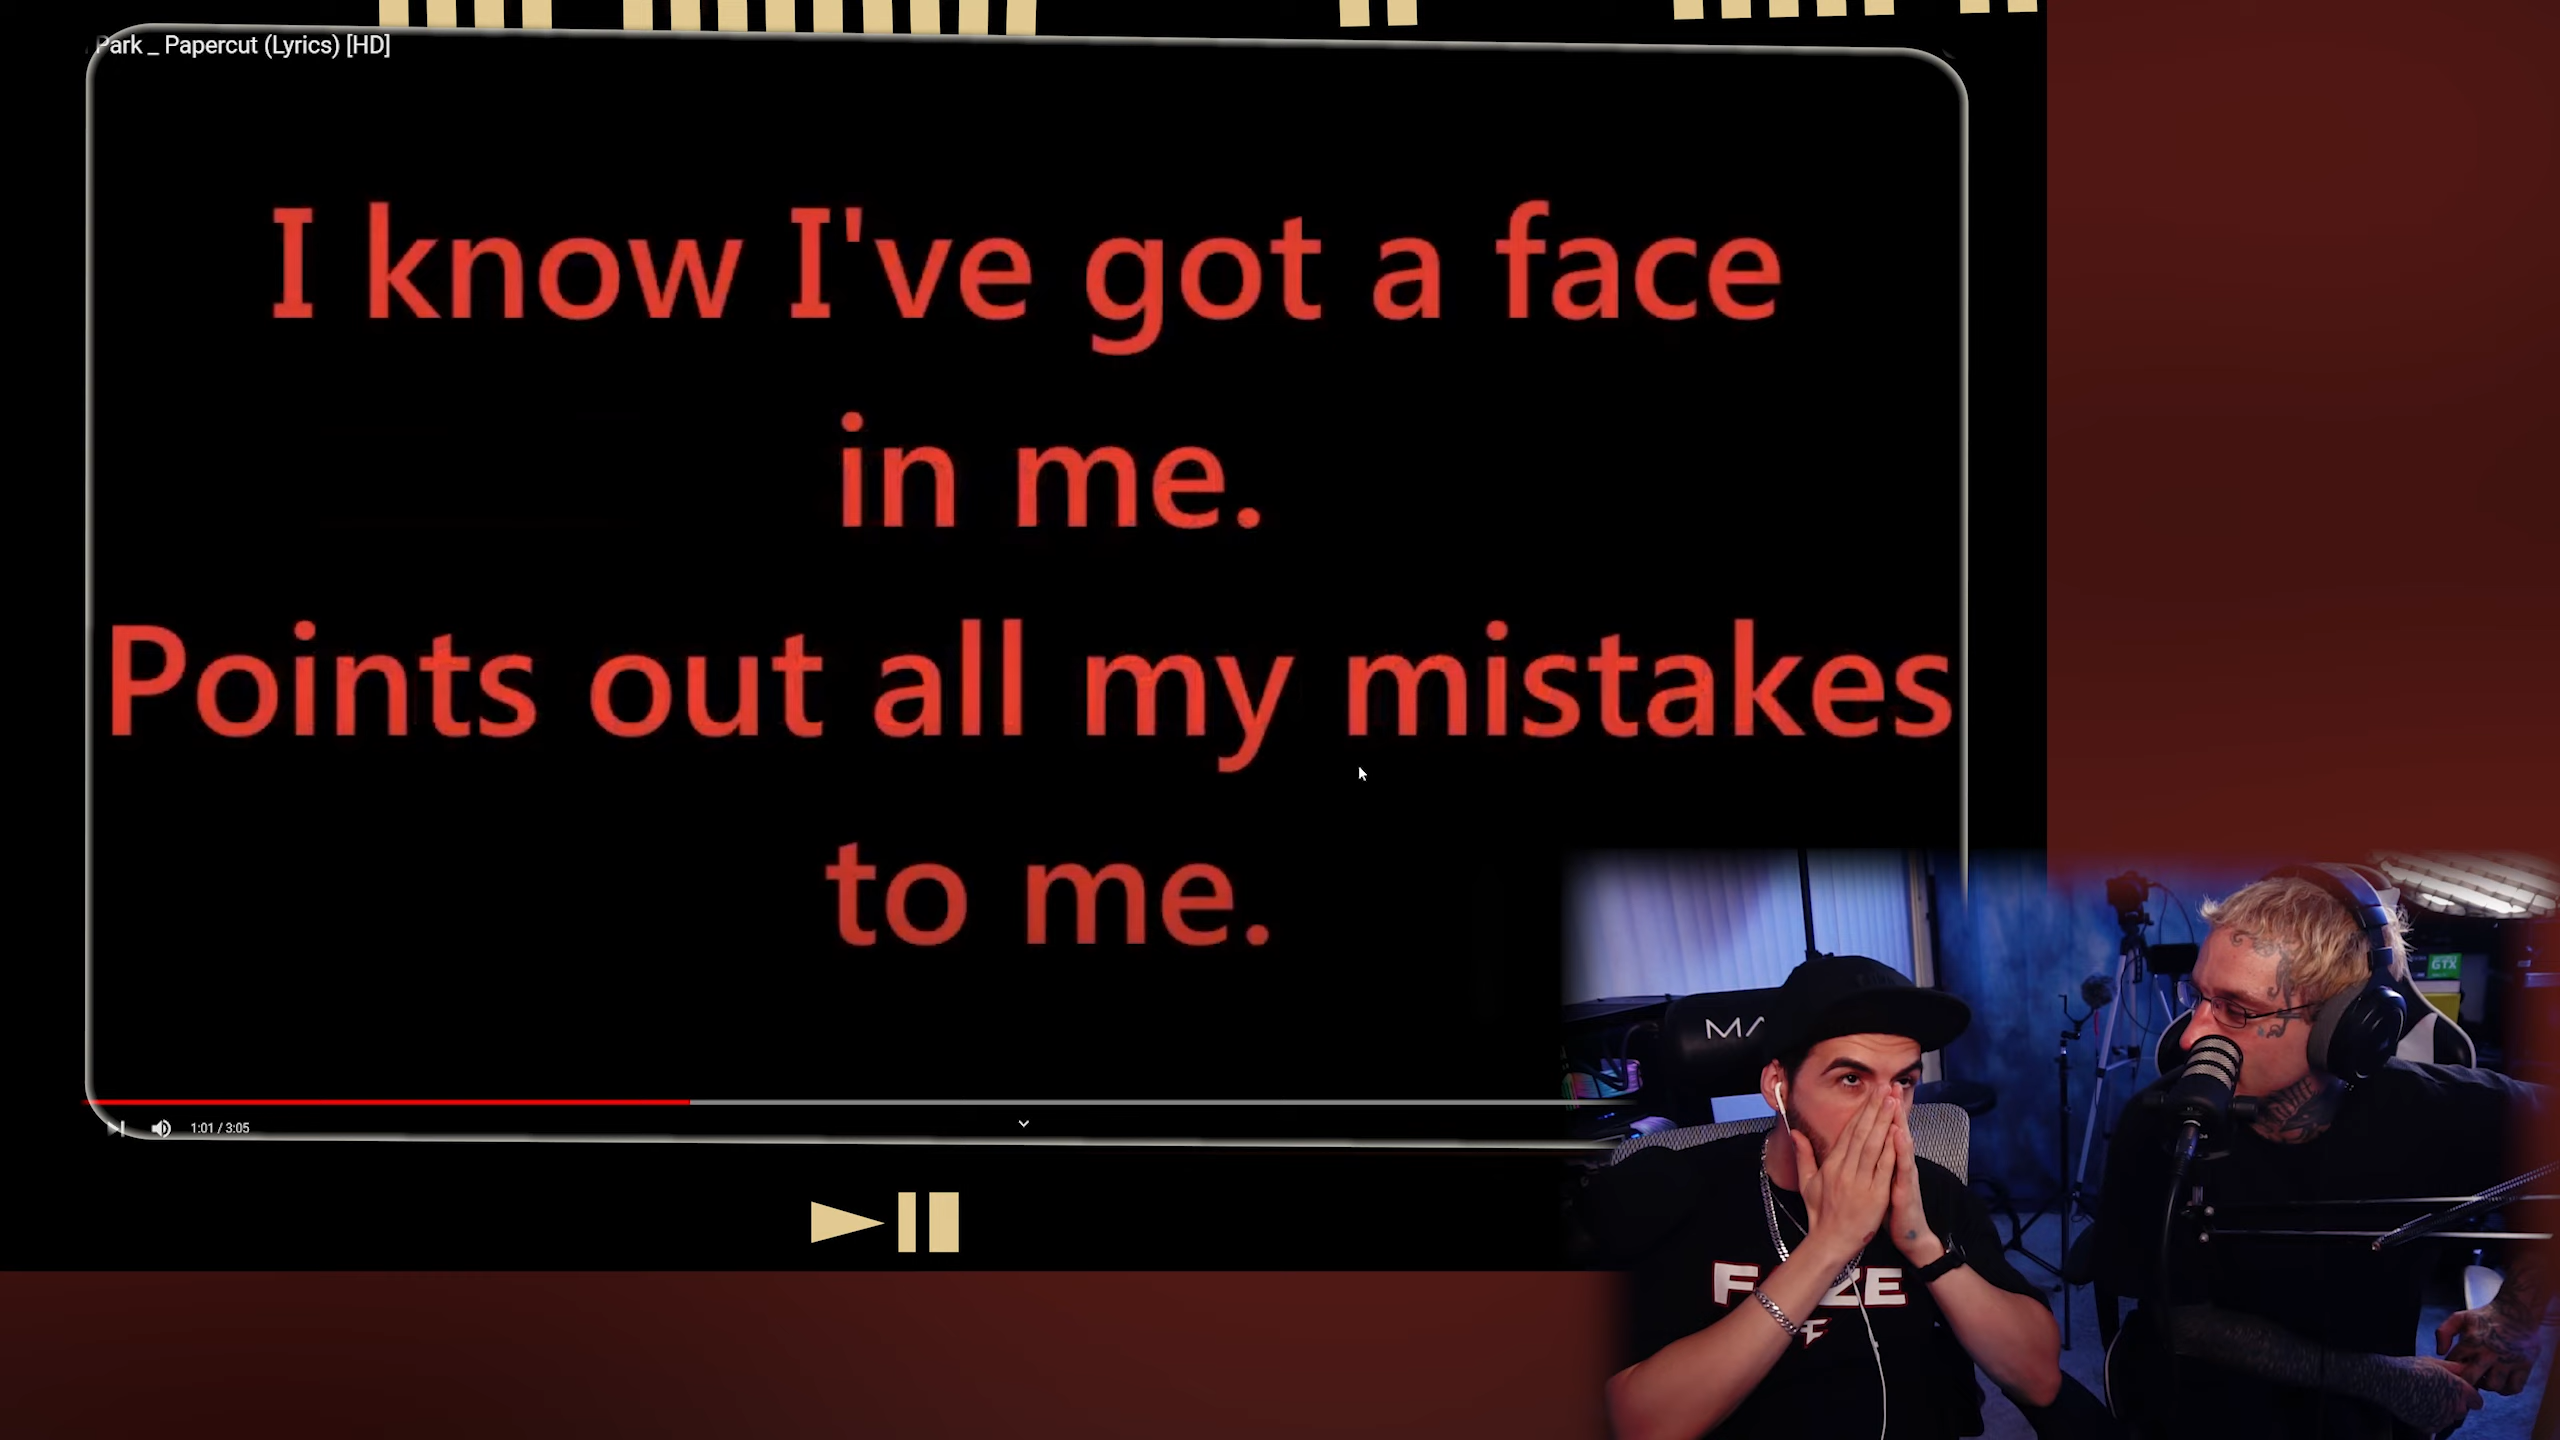 Park _ Papercut (Lyrics) [HD]
I know I've got a face
in me.
Points out all my mistakes
to me.
1:01 / 3:05
GTX